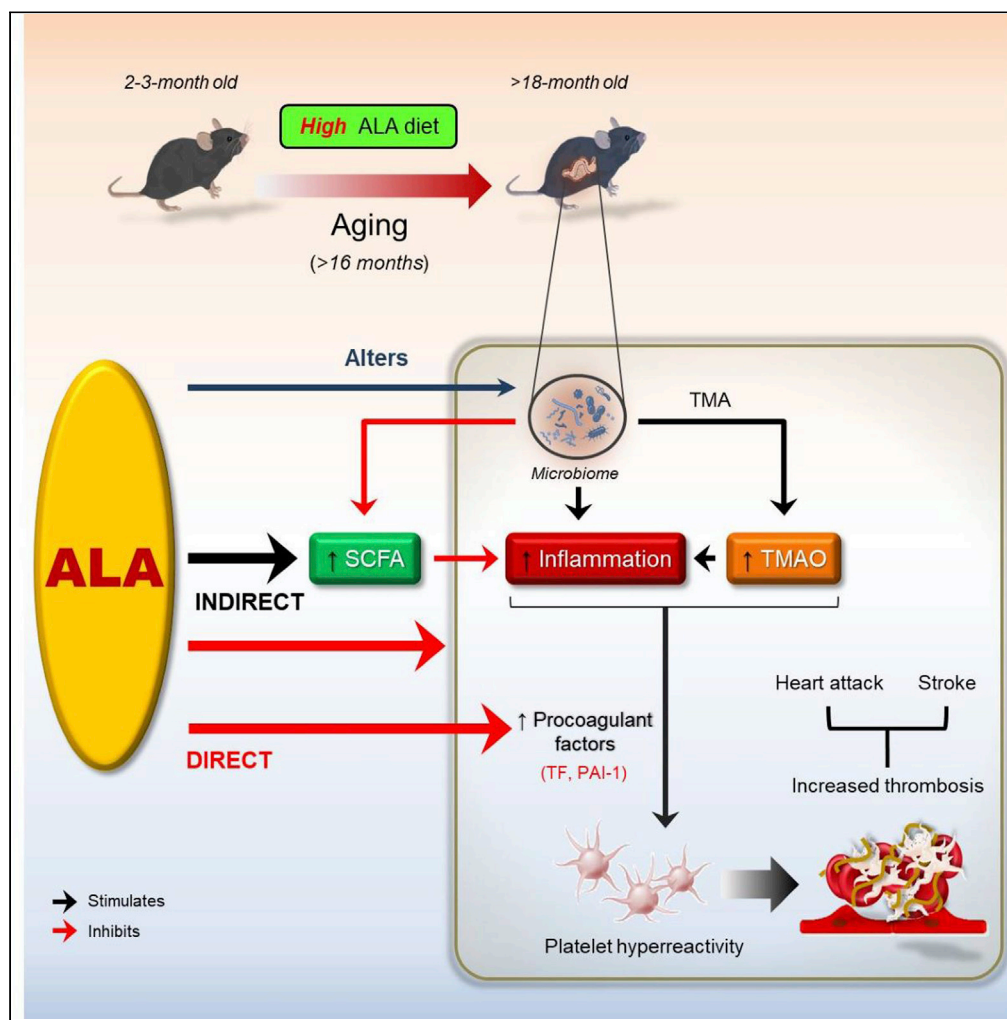 2-3-month old
>18-month old
High ALA diet
Aging
(>16 months)
Alters
TMA
Microbiome
ALA
↑ SCFA
↑ Inflammation
↑ TMAO
INDIRECT
Heart attack
Stroke
↑ Procoagulant
factors
(TF, PAI-1)
DIRECT
Increased thrombosis
Stimulates
Inhibits
Platelet hyperreactivity